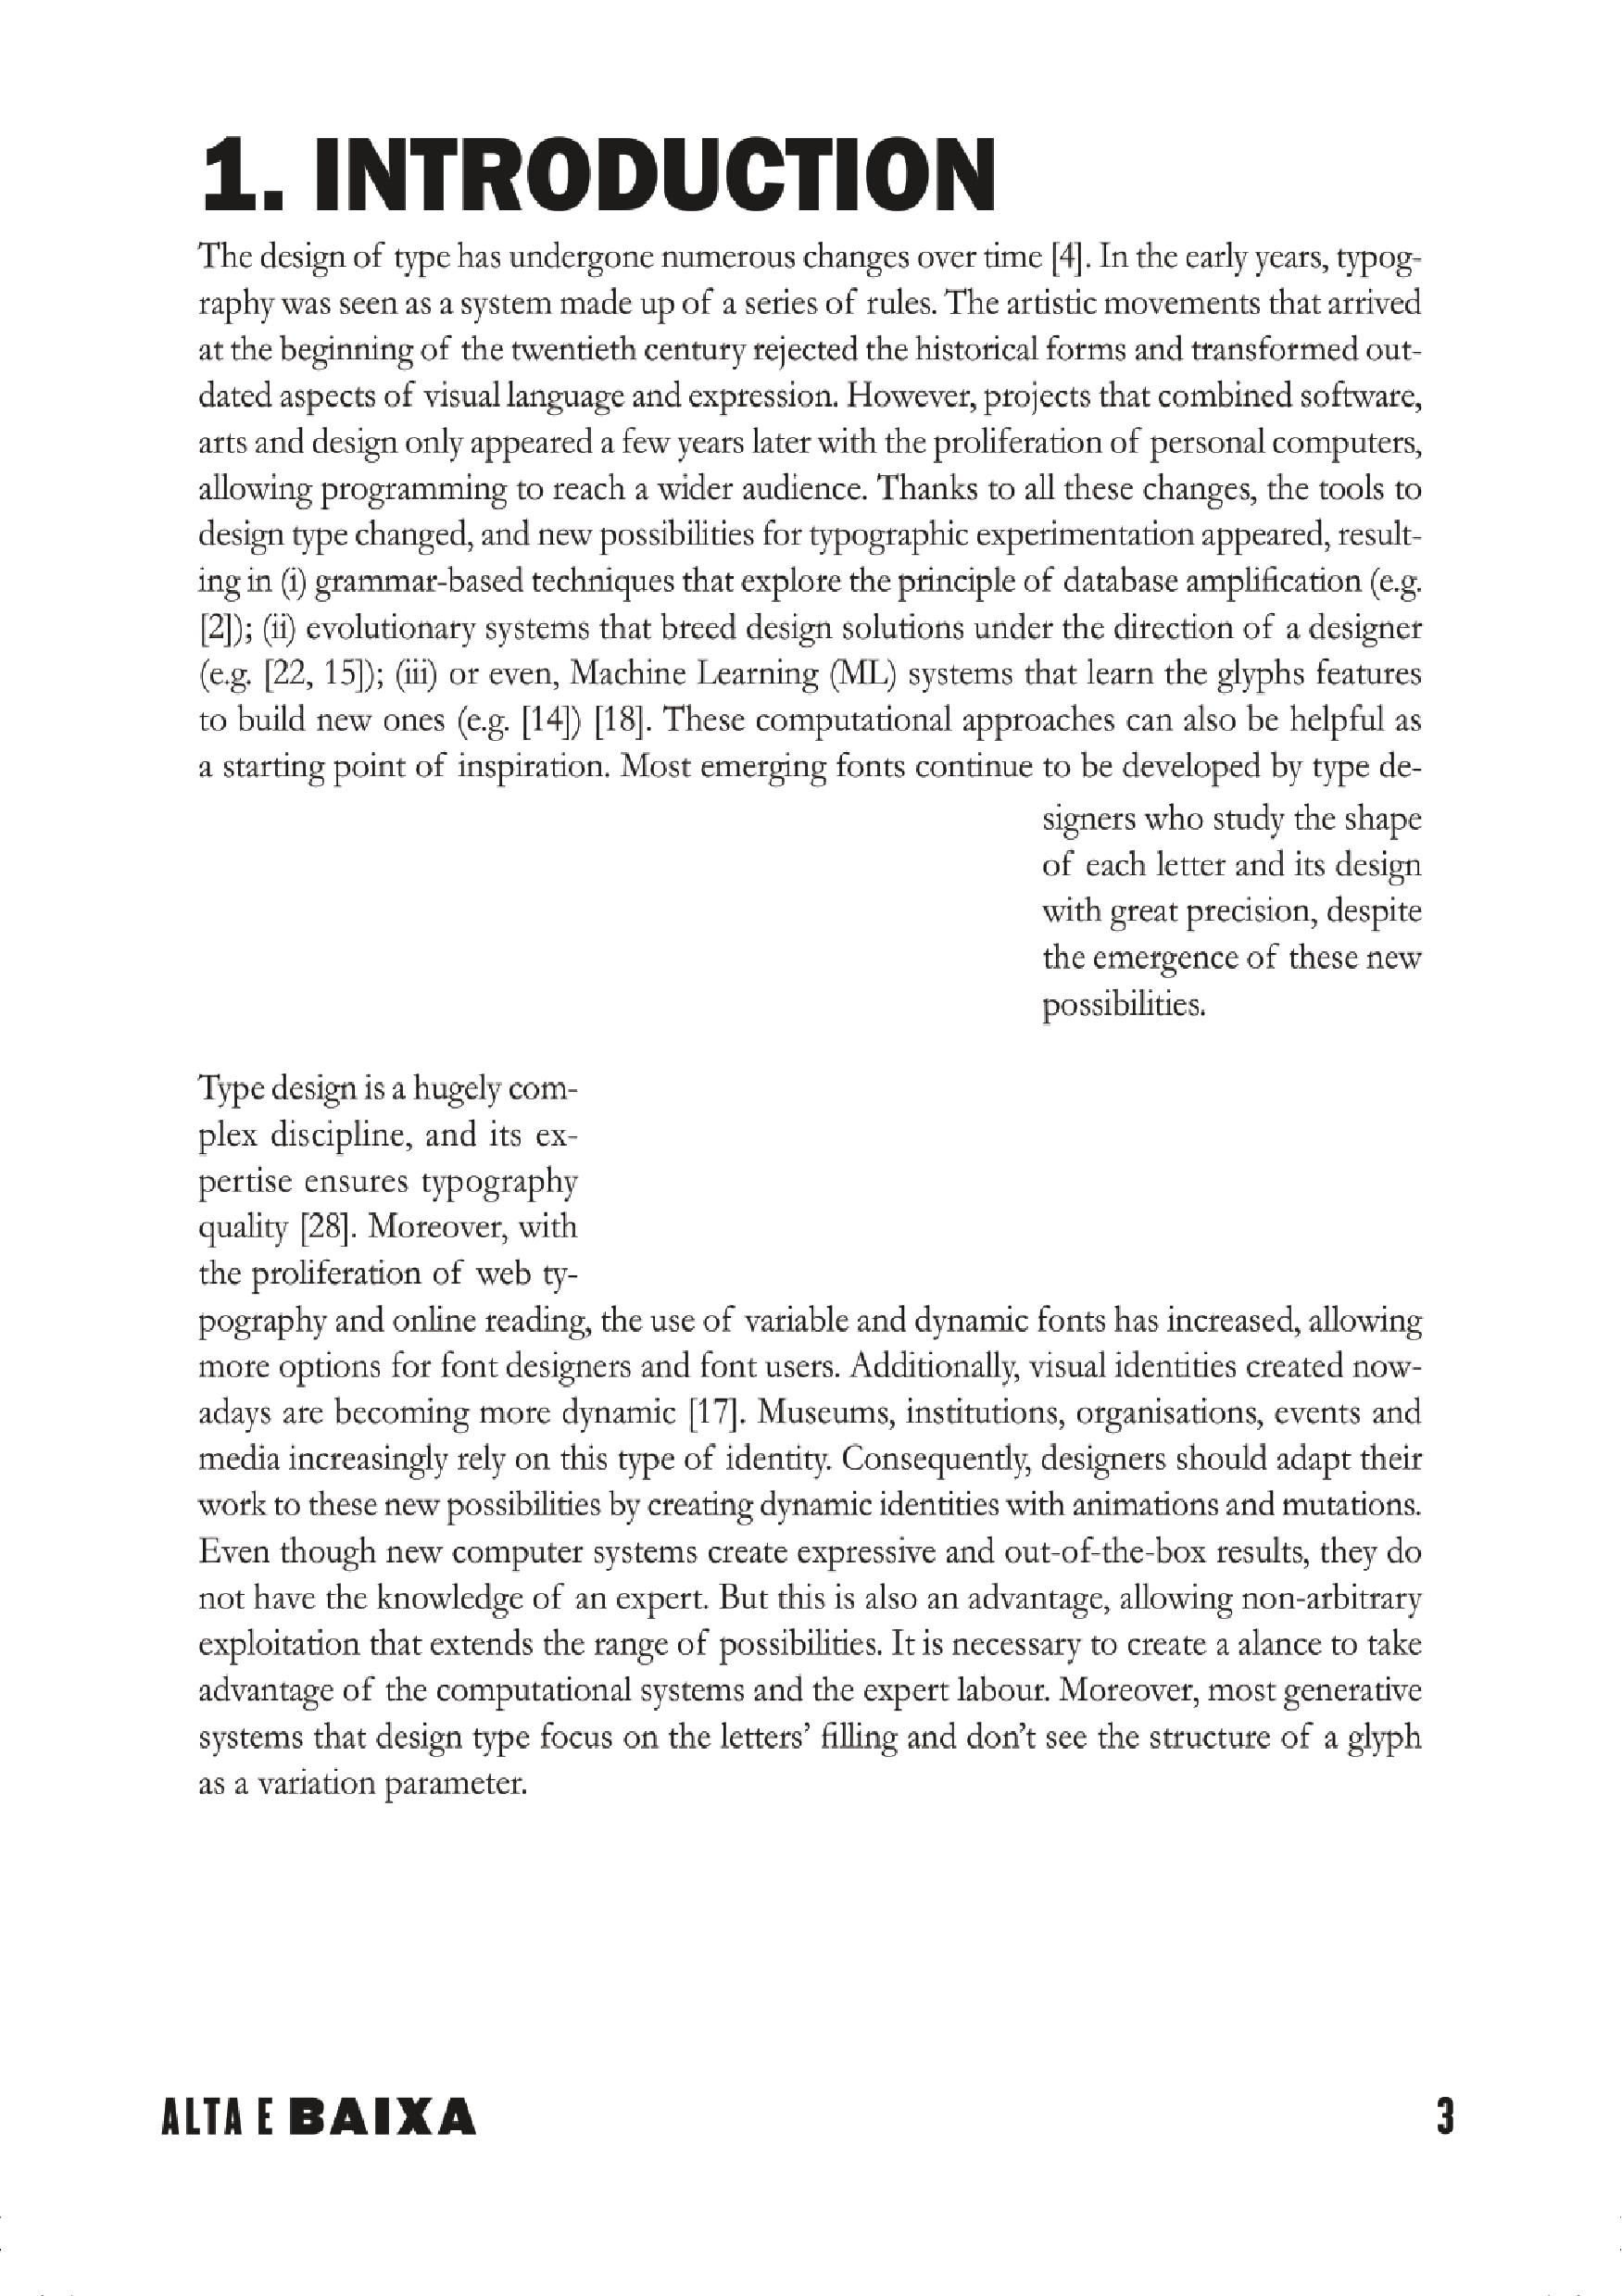 1. INTRODUCTION
The design of type has undergone numerous changes over time [4]. In the early years, typog-
raphy was seen as a system made up of a series of rules. The artistic movements that arrived
at the beginning of the twentieth century rejected the historical forms and transformed out-
dated aspects of visual language and expression. However, projects that combined software,
arts and design only appeared a few years later with the proliferation of personal computers,
allowing programming to reach a wider audience. Thanks to all these changes, the tools to
design type changed, and new possibilities for typographic experimentation appeared, result-
ing in (i) grammar-based techniques that explore the principle of database amplification (e.g.
[2]); (ii) evolutionary systems that breed design solutions under the direction of a designer
(e.g. [22, 15]); (iii) or even, Machine Learning (ML) systems that learn the glyphs features
to build new ones (e.g. [14]) [18]. These computational approaches can also be helpful as
a starting point of inspiration. Most emerging fonts continue to be developed by type de-
signers who study the shape
of each letter and its design
with great precision, despite
the emergence of these new
possibilities.
Type design is a hugely com-
plex discipline, and its ex-
pertise ensures typography
quality [28]. Moreover, with
the proliferation of web ty-
pography and online reading, the use of variable and dynamic fonts has increased, allowing
more options for font designers and font users. Additionally, visual identities created now-
adays are becoming more dynamic [17]. Museums, institutions, organisations, events and
media increasingly rely on this type of identity. Consequently, designers should adapt their
work to these new possibilities by creating dynamic identities with animations and mutations.
Even though new computer systems create expressive and out-of-the-box results, they do
not have the knowledge of an expert. But this is also an advantage, allowing non-arbitrary
exploitation that extends the range of possibilities. It is necessary to create a alance to take
advantage of the computational systems and the expert labour. Moreover, most generative
systems that design type focus on the letters’ filling and don’t see the structure of a glyph
as a variation parameter.
ALTA E BAIXA
3